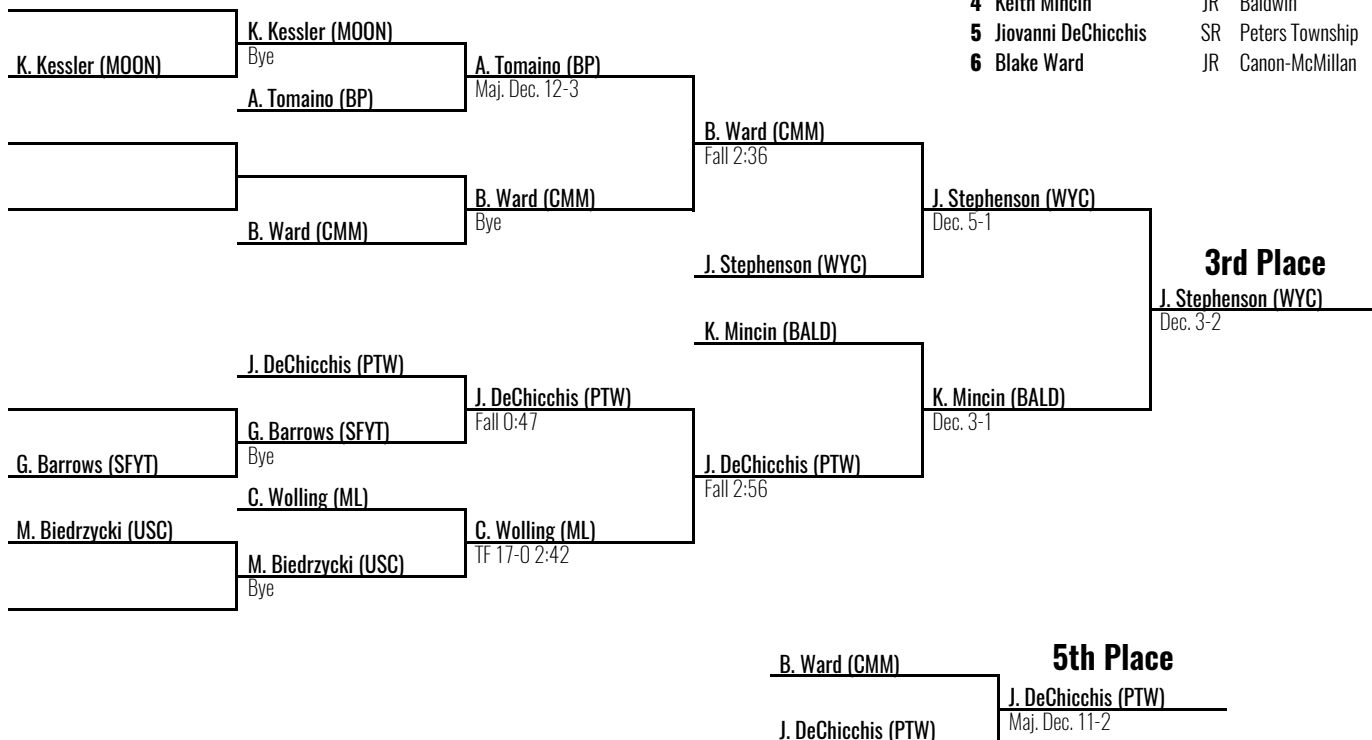 4 Keith Mincin JR Baldwin
K. Kessler (MOON)
5 Jiovanni DeChicchis SR Peters Township
Bye
K. Kessler (MOON)
A. Tomaino (BP)
6 Blake Ward JR Canon-McMillan
Maj. Dec. 12-3
A. Tomaino (BP)
B. Ward (CMM)
Fall 2:36
B. Ward (CMM)
J. Stephenson (WYC)
Bye
Dec. 5-1
B. Ward (CMM)
J. Stephenson (WYC)
3rd Place
J. Stephenson (WYC)
Dec. 3-2
K. Mincin (BALD)
J. DeChicchis (PTW)
J. DeChicchis (PTW)
K. Mincin (BALD)
Fall 0:47
Dec. 3-1
G. Barrows (SFYT)
Bye
G. Barrows (SFYT)
J. DeChicchis (PTW)
Fall 2:56
C. Wolling (ML)
M. Biedrzycki (USC)
C. Wolling (ML)
TF 17-0 2:42
M. Biedrzycki (USC)
Bye
5th Place
B. Ward (CMM)
J. DeChicchis (PTW)
Maj. Dec. 11-2
J. DeChicchis (PTW)